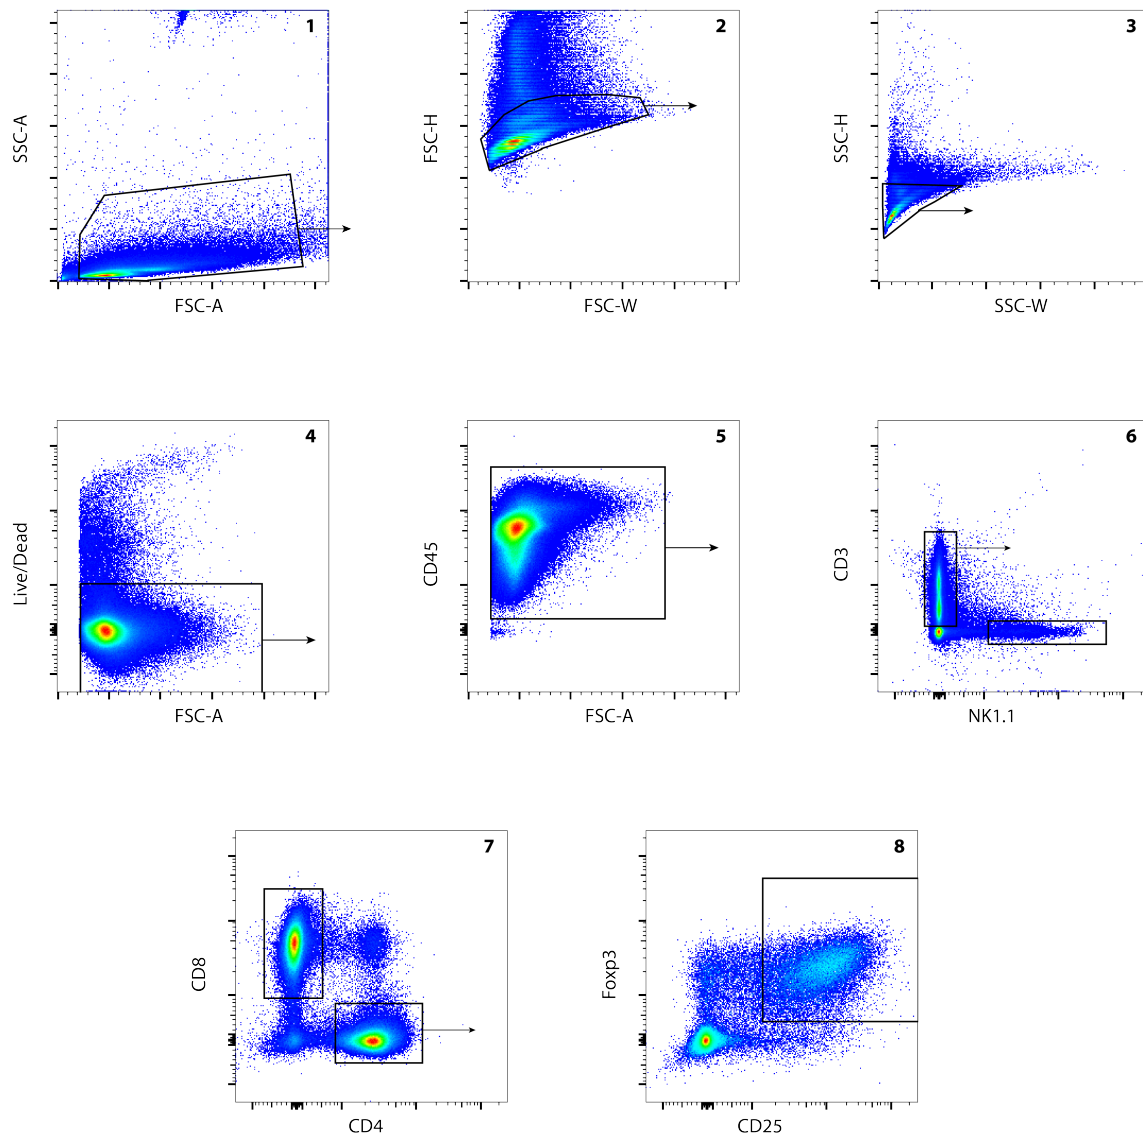 1
SSC-A
FSC-A
2
FSC-H
FSC-W
3
SSC-H
SSC-W
4
Live/Dead
FSC-A
5
CD45
FSC-A
6
CD3
NK1.1
7
CD8
CD4
8
Foxp3
CD25